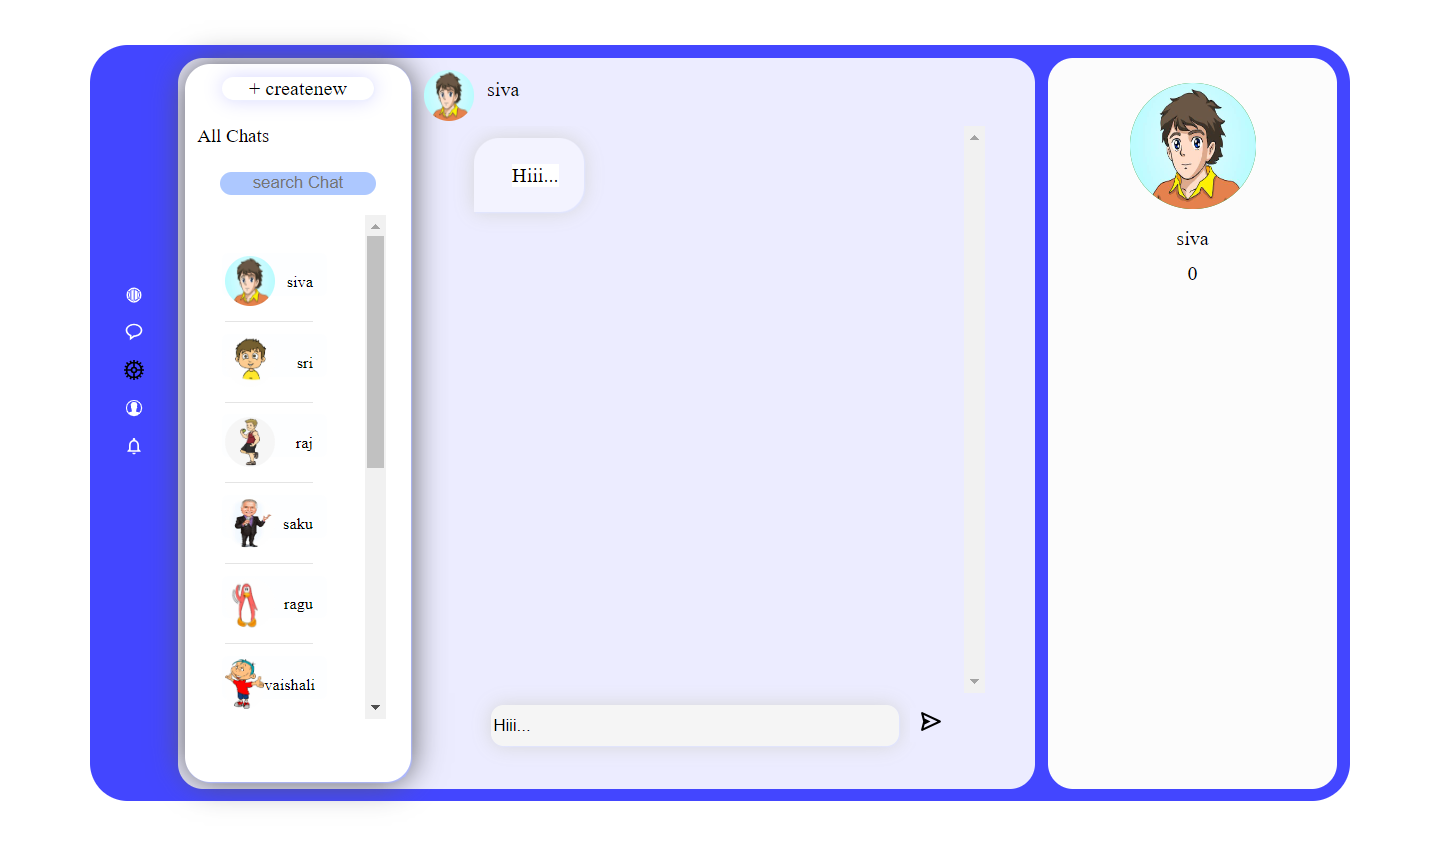 + createnew
All Chats
search Chat
siva
sri
raj
saku
ragu
vaishali
siva
Hiii...
Hiii...
siva
0